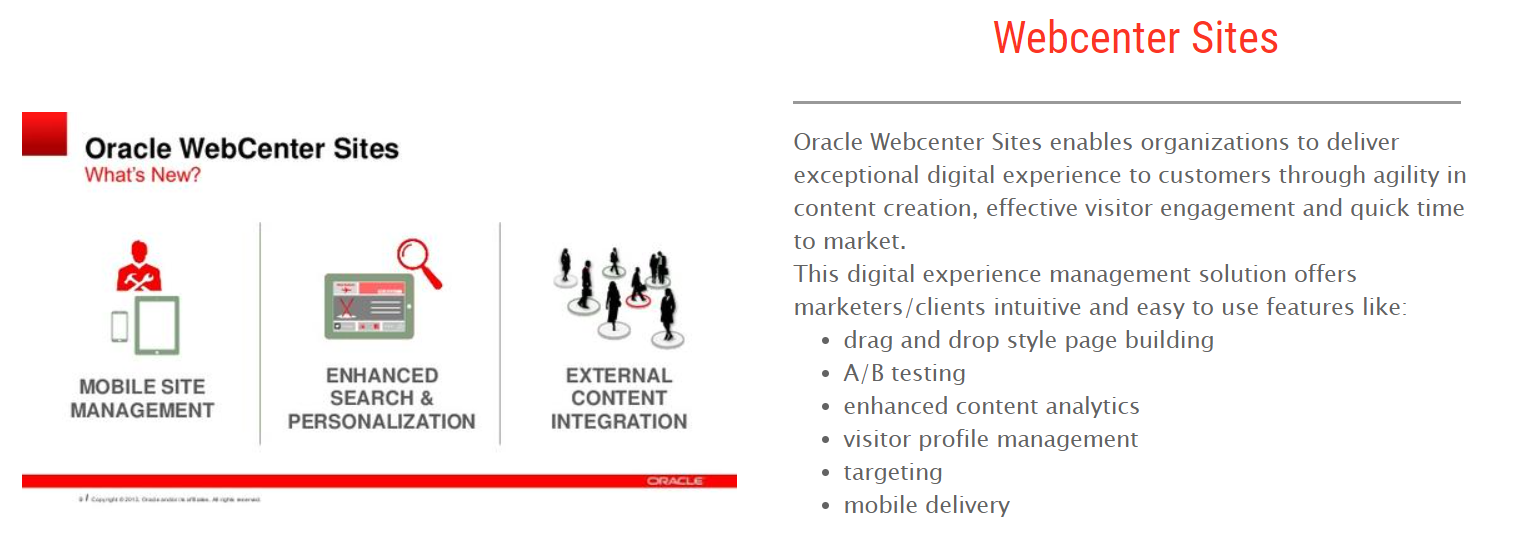 Webcenter Sites
Oracle WebCenter Sites
What's New?
MOBILE SITE
MANAGEMENT
ENHANCED
SEARCH &
PERSONALIZATION
EXTERNAL
CONTENT
INTEGRATION
ORACLE
9 / Copyright © 2013, Oracle and/or its affiliates. All rights reserved.
Oracle Webcenter Sites enables organizations to deliver
exceptional digital experience to customers through agility in
content creation, effective visitor engagement and quick time
to market.
This digital experience management solution offers
marketers/clients intuitive and easy to use features like:
• drag and drop style page building
• A/B testing
• enhanced content analytics
• visitor profile management
• targeting
• mobile delivery